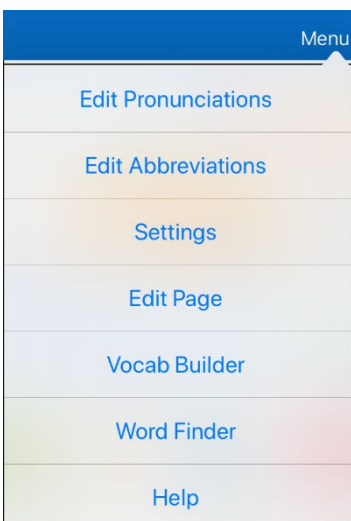 Menu
Edit Pronunciations
Edit Abbreviations
Settings
Edit Page
Vocab Builder
Word Finder
Help